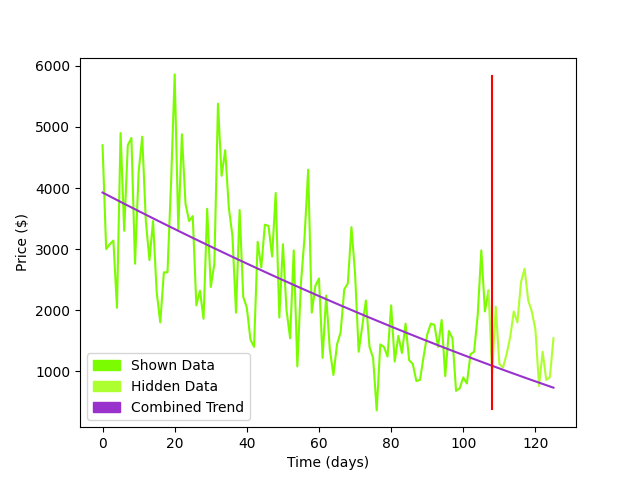 6000
5000
4000
3000
2000
1000
Price ($)
Shown Data
Hidden Data
Combined Trend
0 20 40 60 80 100 120
Time (days)